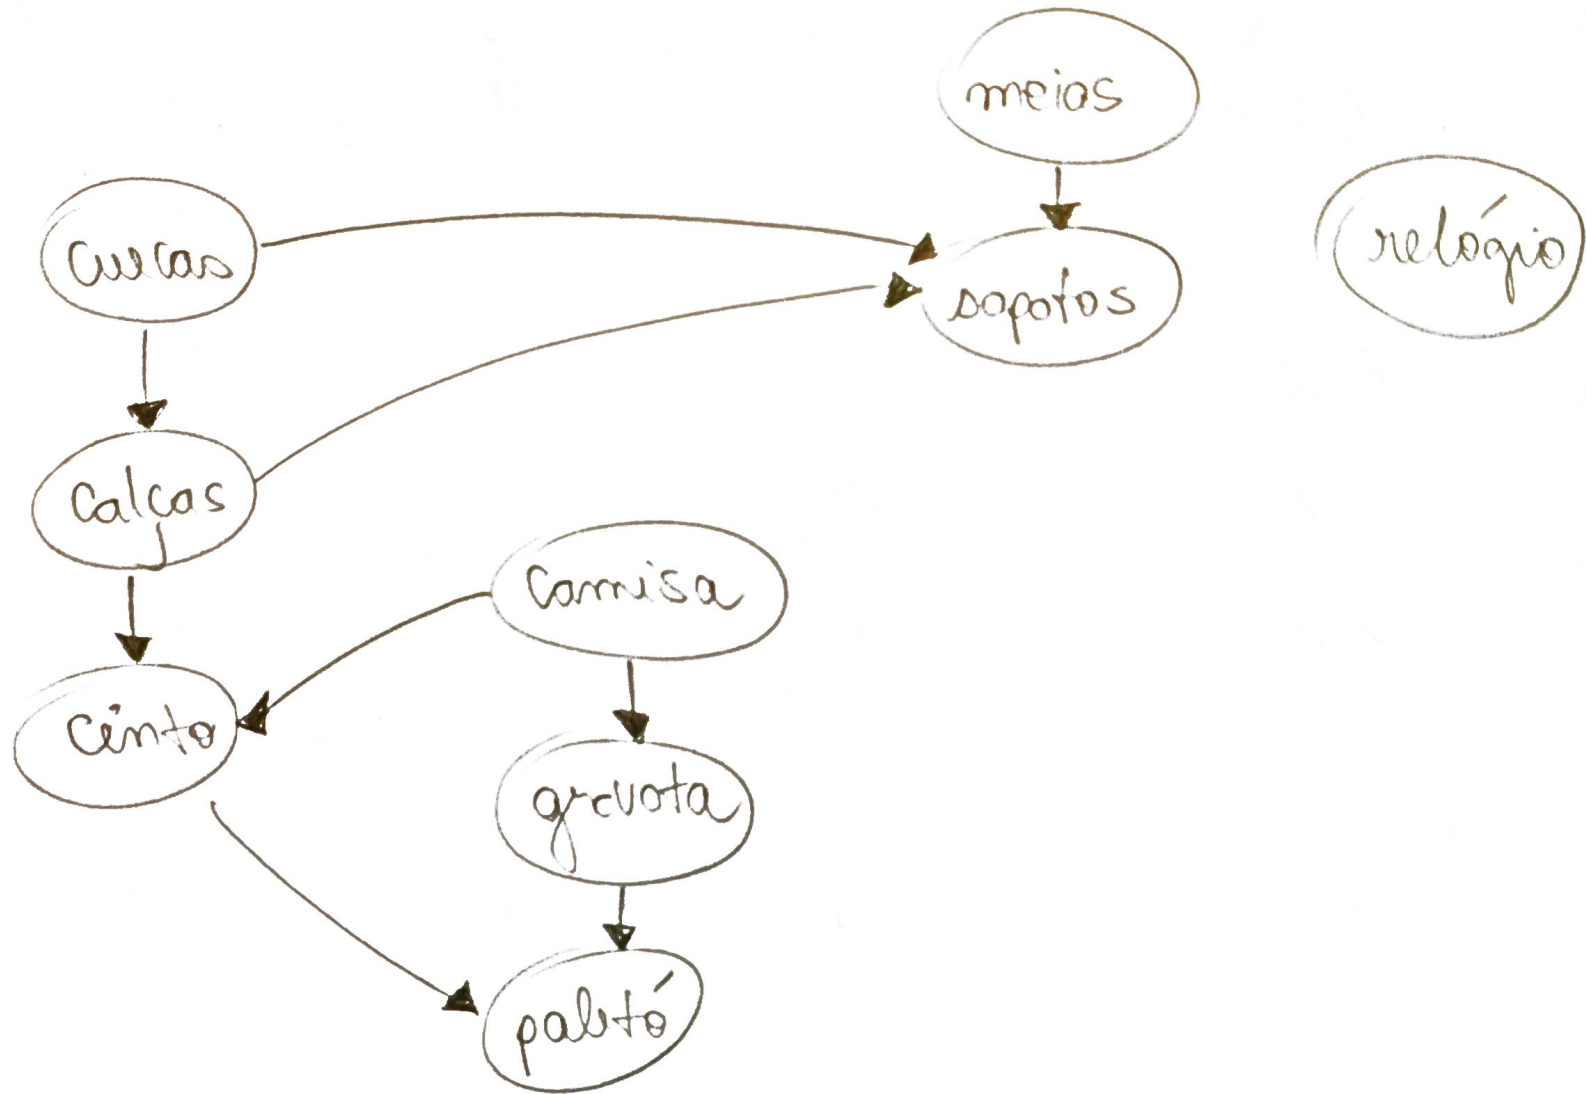 meias
relógio
cuecas
sapatos
calças
camisa
cinto
gravata
paletó